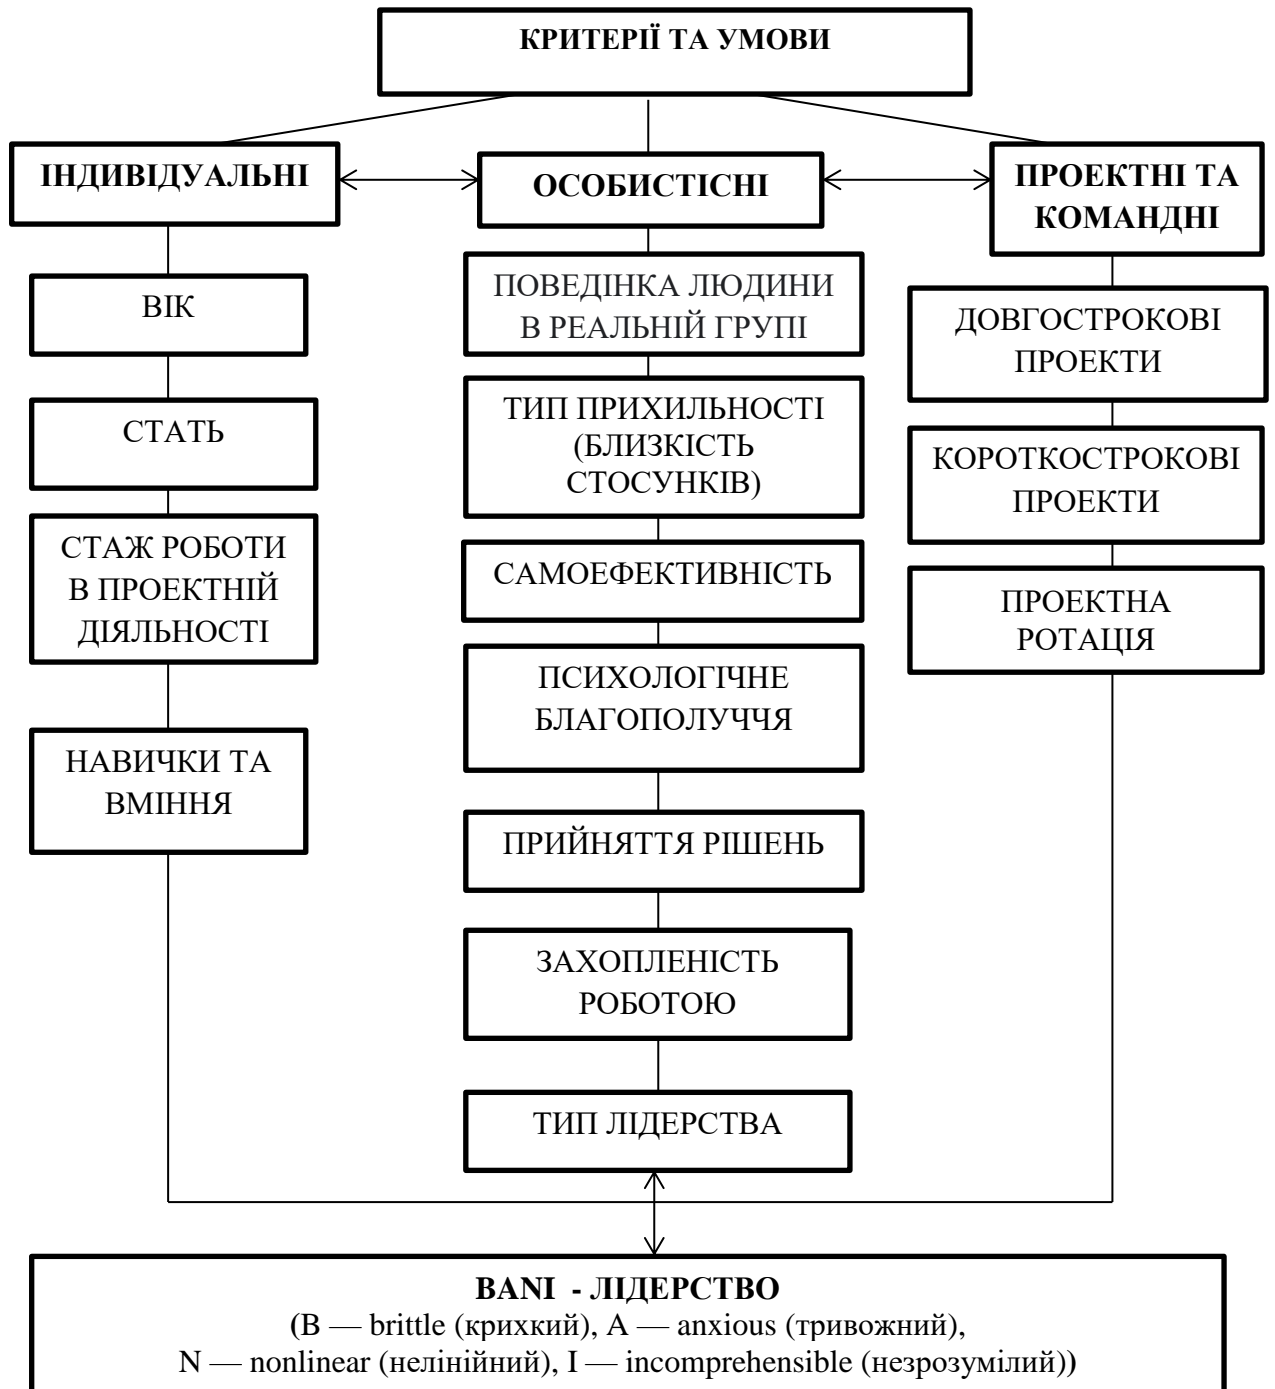 КРИТЕРІЇ ТА УМОВИ
ІНДИВІДУАЛЬНІ
ОСОБИСТІСНІ
ПРОЕКТНІ ТА
КОМАНДНІ
ВІК
СТАТЬ
СТАЖ РОБОТИ
В ПРОЕКТНІЙ
ДІЯЛЬНОСТІ
НАВИЧКИ ТА
ВМІННЯ
ПОВЕДІНКА ЛЮДИНИ
В РЕАЛЬНІЙ ГРУПІ
ТИП ПРИХИЛЬНОСТІ
(БЛИЗКІСТЬ
СТОСУНКІВ)
САМОЕФЕКТИВНІСТЬ
ПСИХОЛОГІЧНЕ
БЛАГОПОЛУЧЧЯ
ПРИЙНЯТТЯ РІШЕНЬ
ЗАХОПЛЕНІСТЬ
РОБОТОЮ
ТИП ЛІДЕРСТВА
ДОВГОСТРОКОВІ
ПРОЕКТИ
КОРОТКОСТРОКОВІ
ПРОЕКТИ
ПРОЕКТНА
РОТАЦІЯ
BANI - ЛІДЕРСТВО
(B — brittle (крихкий), A — anxious (тривожний),
N — nonlinear (нелінійний), I — incomprehensible (незрозумілий))